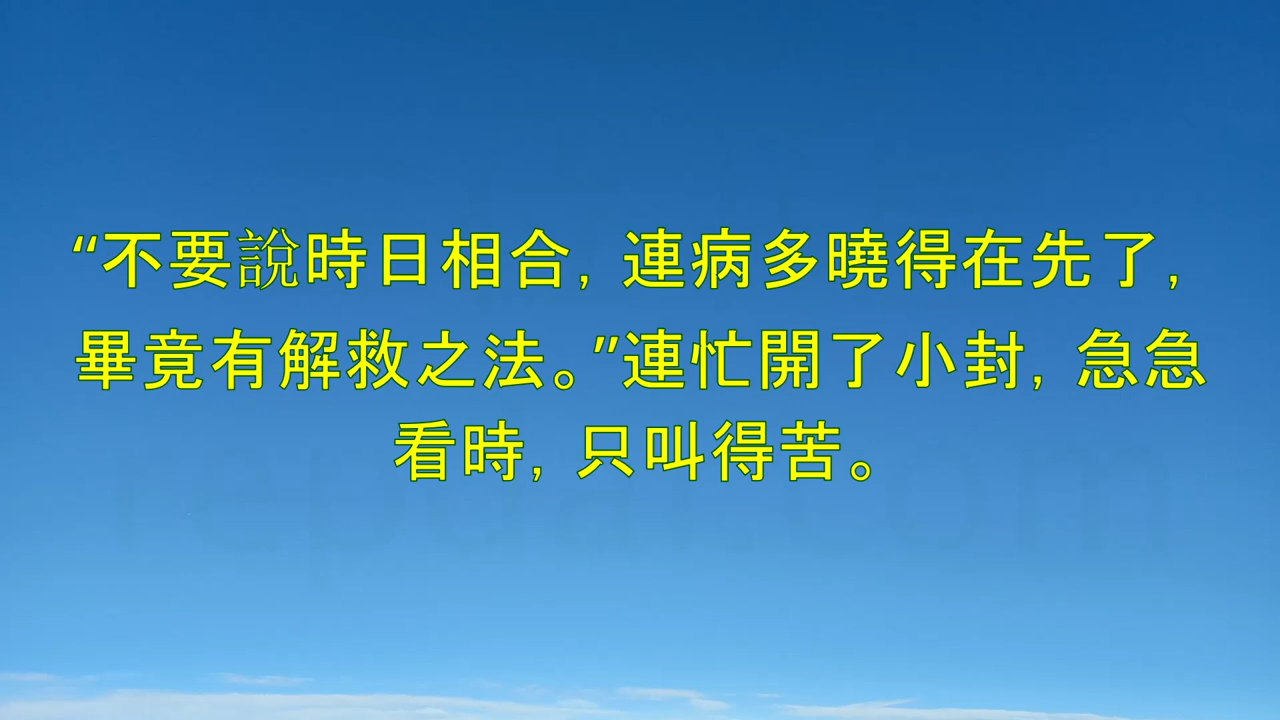 “不要說時日相合, 連病多曉得在先了,
畢竟有解救之法。”連忙開了小封, 急急
看時, 只叫得苦。